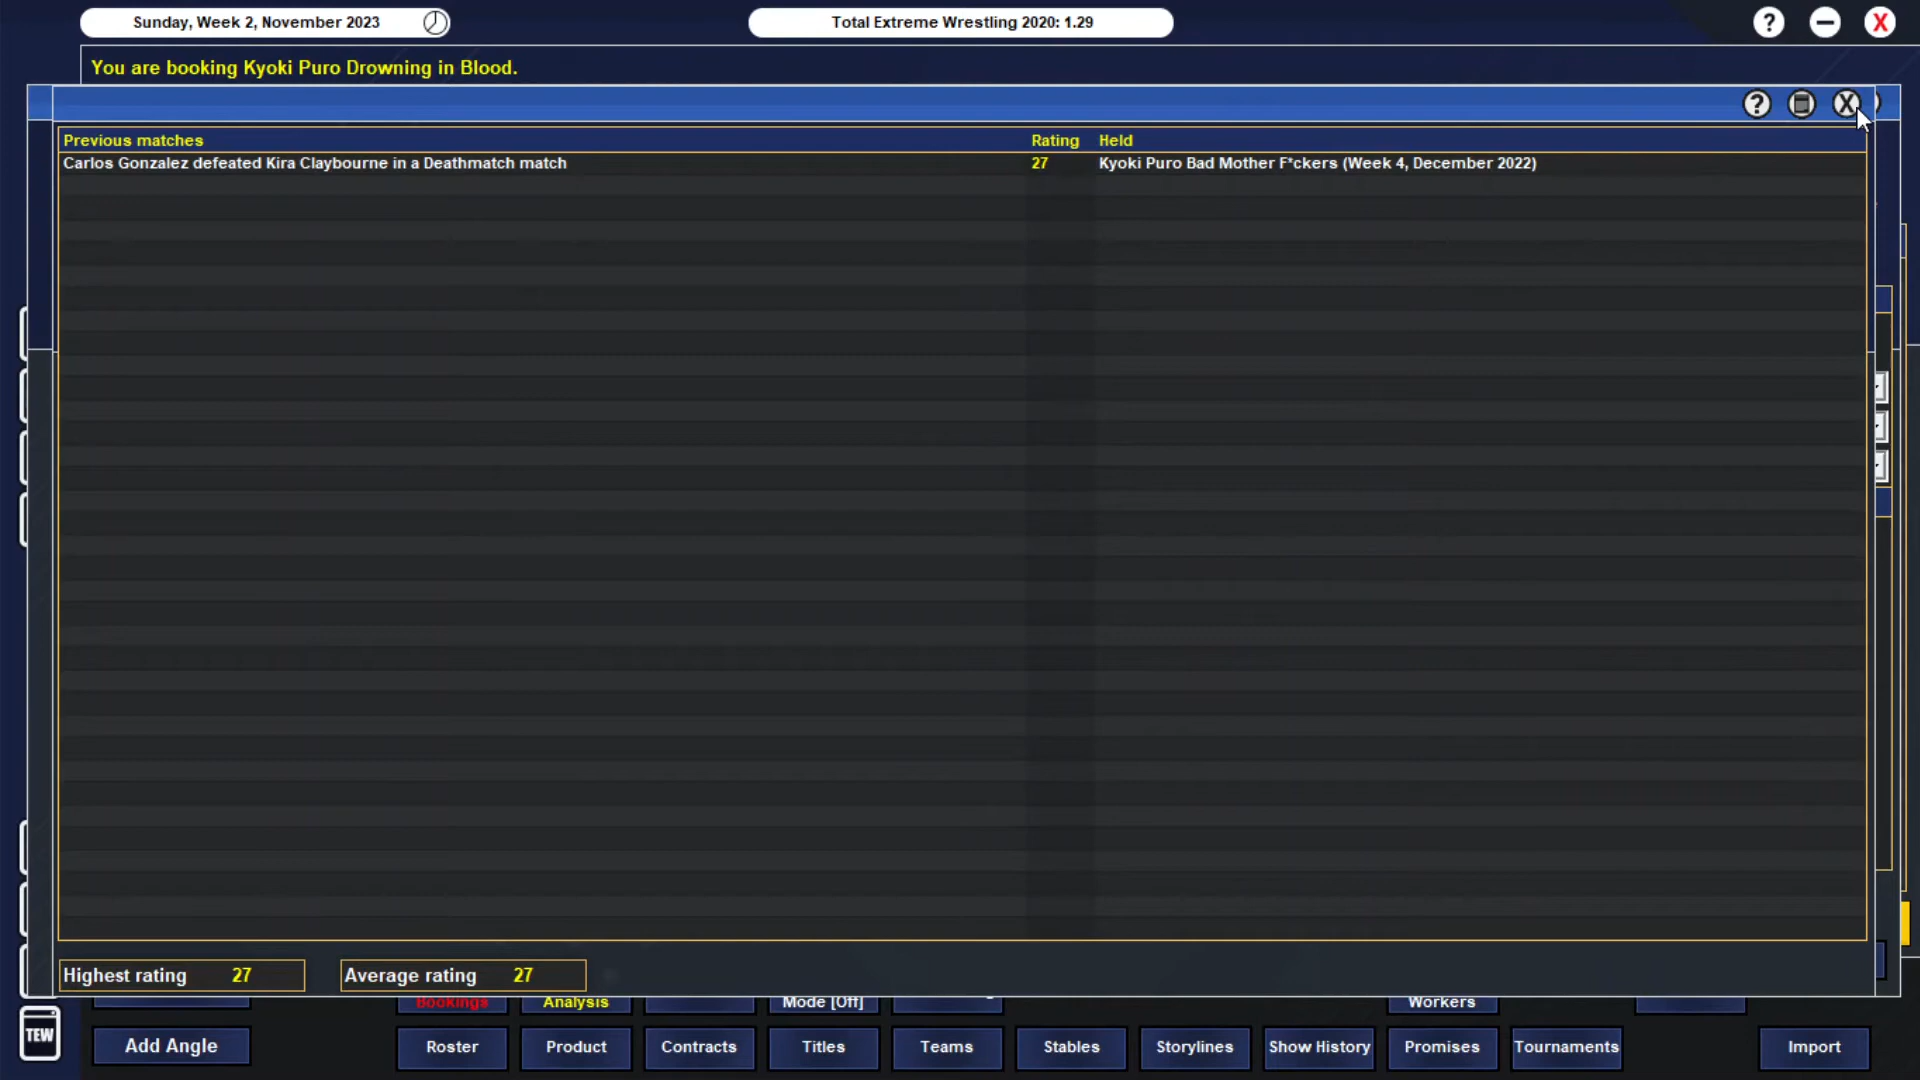 Sunday, Week 2, November 2023
Total Extreme Wrestling 2020: 1.29
? X
You are booking Kyoki Puro Drowning in Blood.
? X
Previous matches Rating Held
Carlos Gonzalez defeated Kira Claybourne in a Deathmatch match 27 Kyoki Puro Bad Mother F*ckers (Week 4, December 2022)
Highest rating 27 Average rating 27
Bookings Analysis Mode [Off] Workers
TEW
Add Angle Roster Product Contracts Titles Teams Stables Storylines Show History Promises Tournaments Import